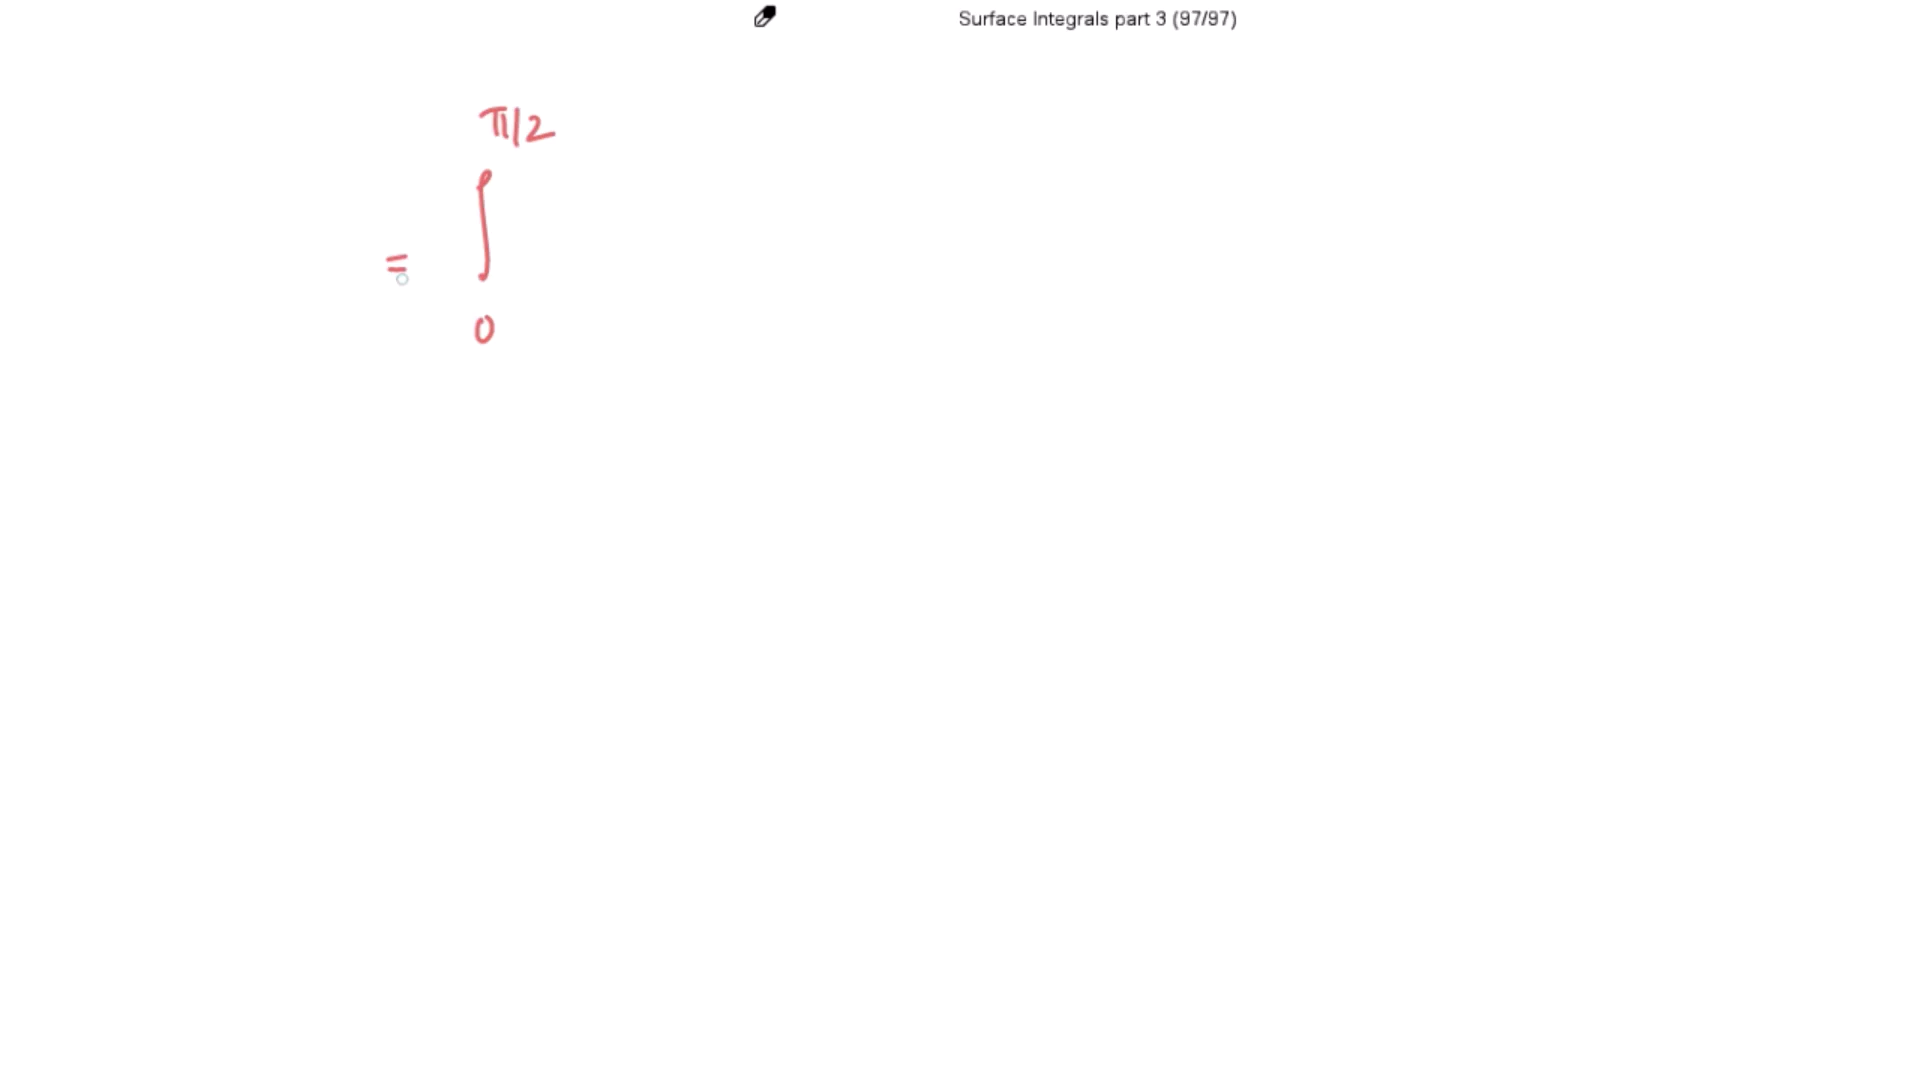 Surface Integrals part 3 (97/97)
π/2
= ∫
0